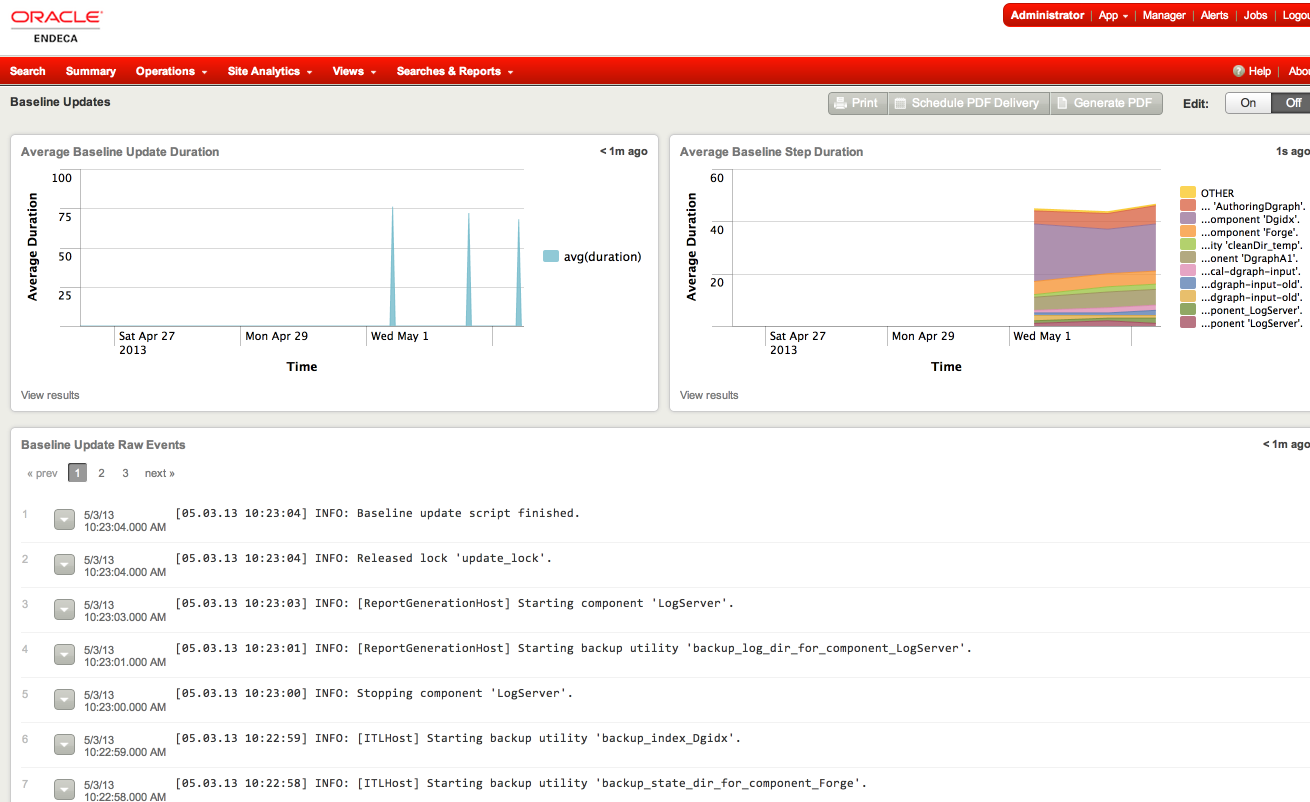 ORACLE
ENDECA
Administrator App Manager Alerts Jobs
Search Summary Operations Site Analytics Views Searches & Reports Help
Baseline Updates Print Schedule PDF Delivery Generate PDF Edit: On Off
Average Baseline Update Duration < 1m ago
100
75
50
25
Average Duration
avg(duration)
Sat Apr 27 Mon Apr 29 Wed May 1
2013
Time
View results
Average Baseline Step Duration 1s ago
60
40
20
Average Duration
OTHER
... 'AuthoringDgraph'.
...omponent 'Dgidx'.
...omponent 'Forge'.
...ity 'cleanDir_temp'.
...onent 'DgraphA1'.
...cal-dgraph-input'.
...dgraph-input-old'.
...dgraph-input-old'.
...ponent_LogServer'.
...ponent 'LogServer'.
Sat Apr 27 Mon Apr 29 Wed May 1
2013
Time
View results
Baseline Update Raw Events < 1m ago
« prev 1 2 3 next »
1 5/3/13 [05.03.13 10:23:04] INFO: Baseline update script finished.
10:23:04.000 AM
2 5/3/13 [05.03.13 10:23:04] INFO: Released lock 'update_lock'.
10:23:04.000 AM
3 5/3/13 [05.03.13 10:23:03] INFO: [ReportGenerationHost] Starting component 'LogServer'.
10:23:03.000 AM
4 5/3/13 [05.03.13 10:23:01] INFO: [ReportGenerationHost] Starting backup utility 'backup_log_dir_for_component_LogServer'.
10:23:01.000 AM
5 5/3/13 [05.03.13 10:23:00] INFO: Stopping component 'LogServer'.
10:23:00.000 AM
6 5/3/13 [05.03.13 10:22:59] INFO: [ITLHost] Starting backup utility 'backup_index_Dgidx'.
10:22:59.000 AM
7 5/3/13 [05.03.13 10:22:58] INFO: [ITLHost] Starting backup utility 'backup_state_dir_for_component_Forge'.
10:22:58.000 AM